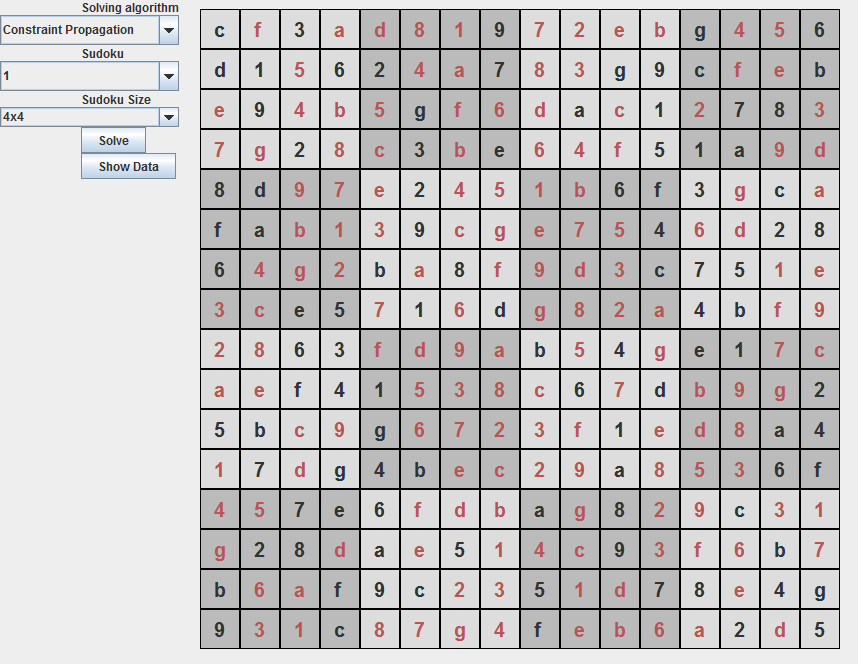 Solving algorithm
Constraint Propagation
Sudoku
1
Sudoku Size
4x4
Solve
Show Data
c f 3 a d 8 1 9 7 2 e b g 4 5 6
d 1 5 6 2 4 a 7 8 3 g 9 c f e b
e 9 4 b 5 g f 6 d a c 1 2 7 8 3
7 g 2 8 c 3 b e 6 4 f 5 1 a 9 d
8 d 9 7 e 2 4 5 1 b 6 f 3 g c a
f a b 1 3 9 c g e 7 5 4 6 d 2 8
6 4 g 2 b a 8 f 9 d 3 c 7 5 1 e
3 c e 5 7 1 6 d g 8 2 a 4 b f 9
2 8 6 3 f d 9 a b 5 4 g e 1 7 c
a e f 4 1 5 3 8 c 6 7 d b 9 g 2
5 b c 9 g 6 7 2 3 f 1 e d 8 a 4
1 7 d g 4 b e c 2 9 a 8 5 3 6 f
4 5 7 e 6 f d b a g 8 2 9 c 3 1
g 2 8 d a e 5 1 4 c 9 3 f 6 b 7
b 6 a f 9 c 2 3 5 1 d 7 8 e 4 g
9 3 1 c 8 7 g 4 f e b 6 a 2 d 5